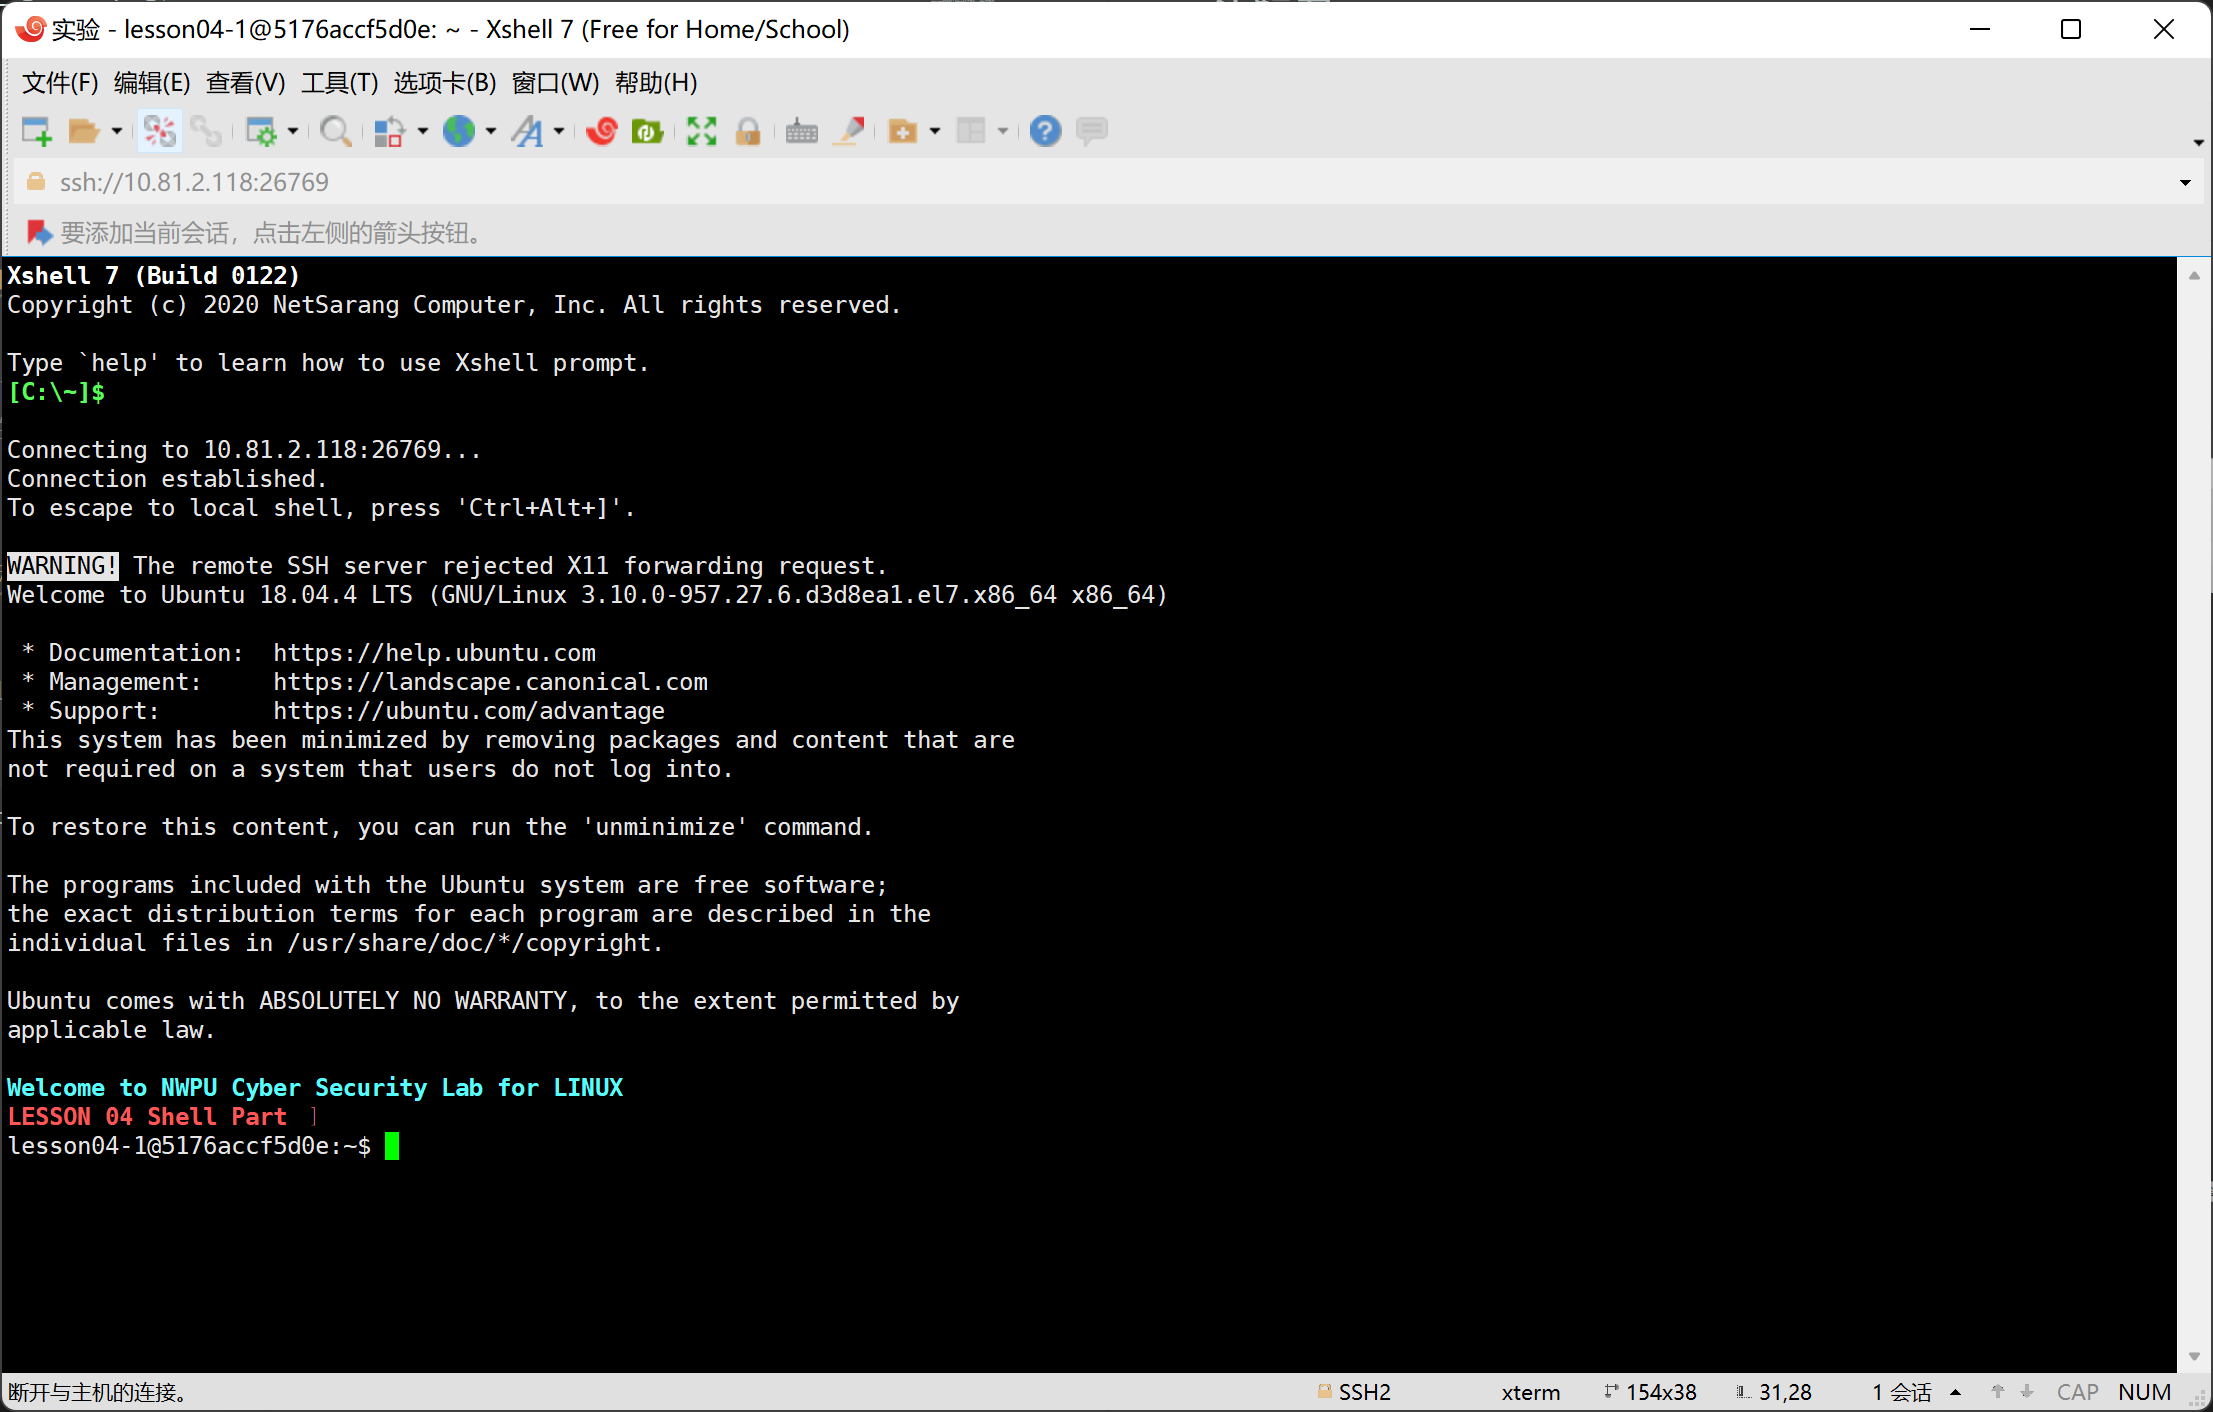 实验 - lesson04-1@5176accf5d0e: ~ - Xshell 7 (Free for Home/School)
文件(F) 编辑(E) 查看(V) 工具(T) 选项卡(B) 窗口(W) 帮助(H)
ssh://10.81.2.118:26769
要添加当前会话，点击左侧的箭头按钮。
Xshell 7 (Build 0122)
Copyright (c) 2020 NetSarang Computer, Inc. All rights reserved.
Type `help' to learn how to use Xshell prompt.
[C:\~]$
Connecting to 10.81.2.118:26769...
Connection established.
To escape to local shell, press 'Ctrl+Alt+]'.
WARNING! The remote SSH server rejected X11 forwarding request.
Welcome to Ubuntu 18.04.4 LTS (GNU/Linux 3.10.0-957.27.6.d3d8ea1.el7.x86_64 x86_64)
* Documentation:  https://help.ubuntu.com
* Management:     https://landscape.canonical.com
* Support:        https://ubuntu.com/advantage
This system has been minimized by removing packages and content that are
not required on a system that users do not log into.
To restore this content, you can run the 'unminimize' command.
The programs included with the Ubuntu system are free software;
the exact distribution terms for each program are described in the
individual files in /usr/share/doc/*/copyright.
Ubuntu comes with ABSOLUTELY NO WARRANTY, to the extent permitted by
applicable law.
Welcome to NWPU Cyber Security Lab for LINUX
LESSON 04 Shell Part
lesson04-1@5176accf5d0e:~$
断开与主机的连接。 SSH2 xterm 154x38 31,28 1 会话 CAP NUM